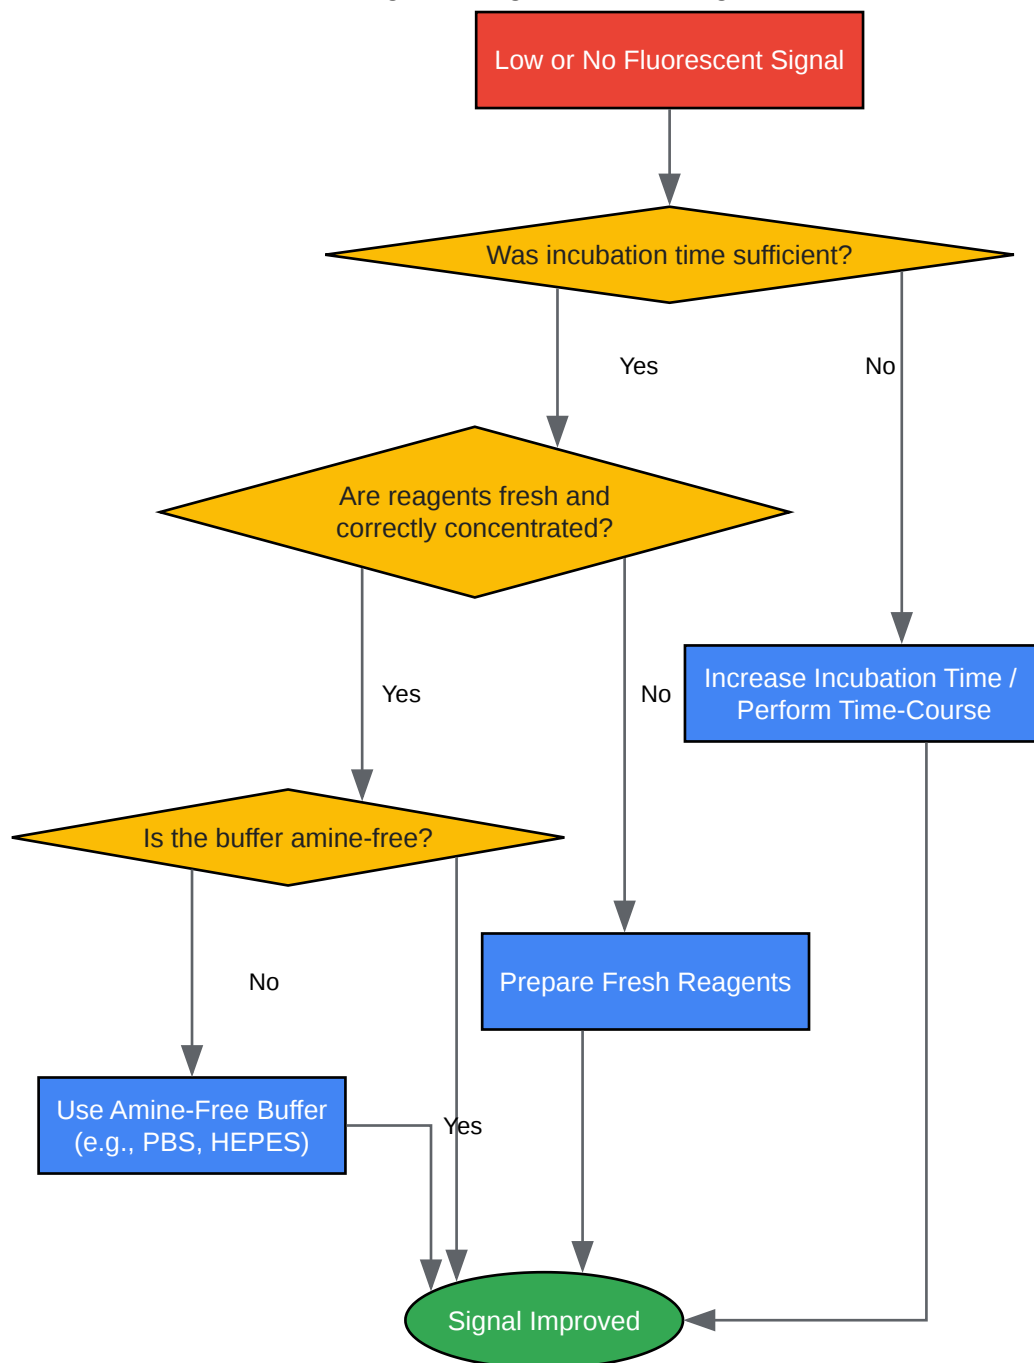 Low or No Fluorescent Signal
Was incubation time sufficient?
Yes
No
Are reagents fresh and
correctly concentrated?
Increase Incubation Time /
Perform Time-Course
Yes
No
Is the buffer amine-free?
Prepare Fresh Reagents
No
Use Amine-Free Buffer
(e.g., PBS, HEPES)
Yes
Signal Improved